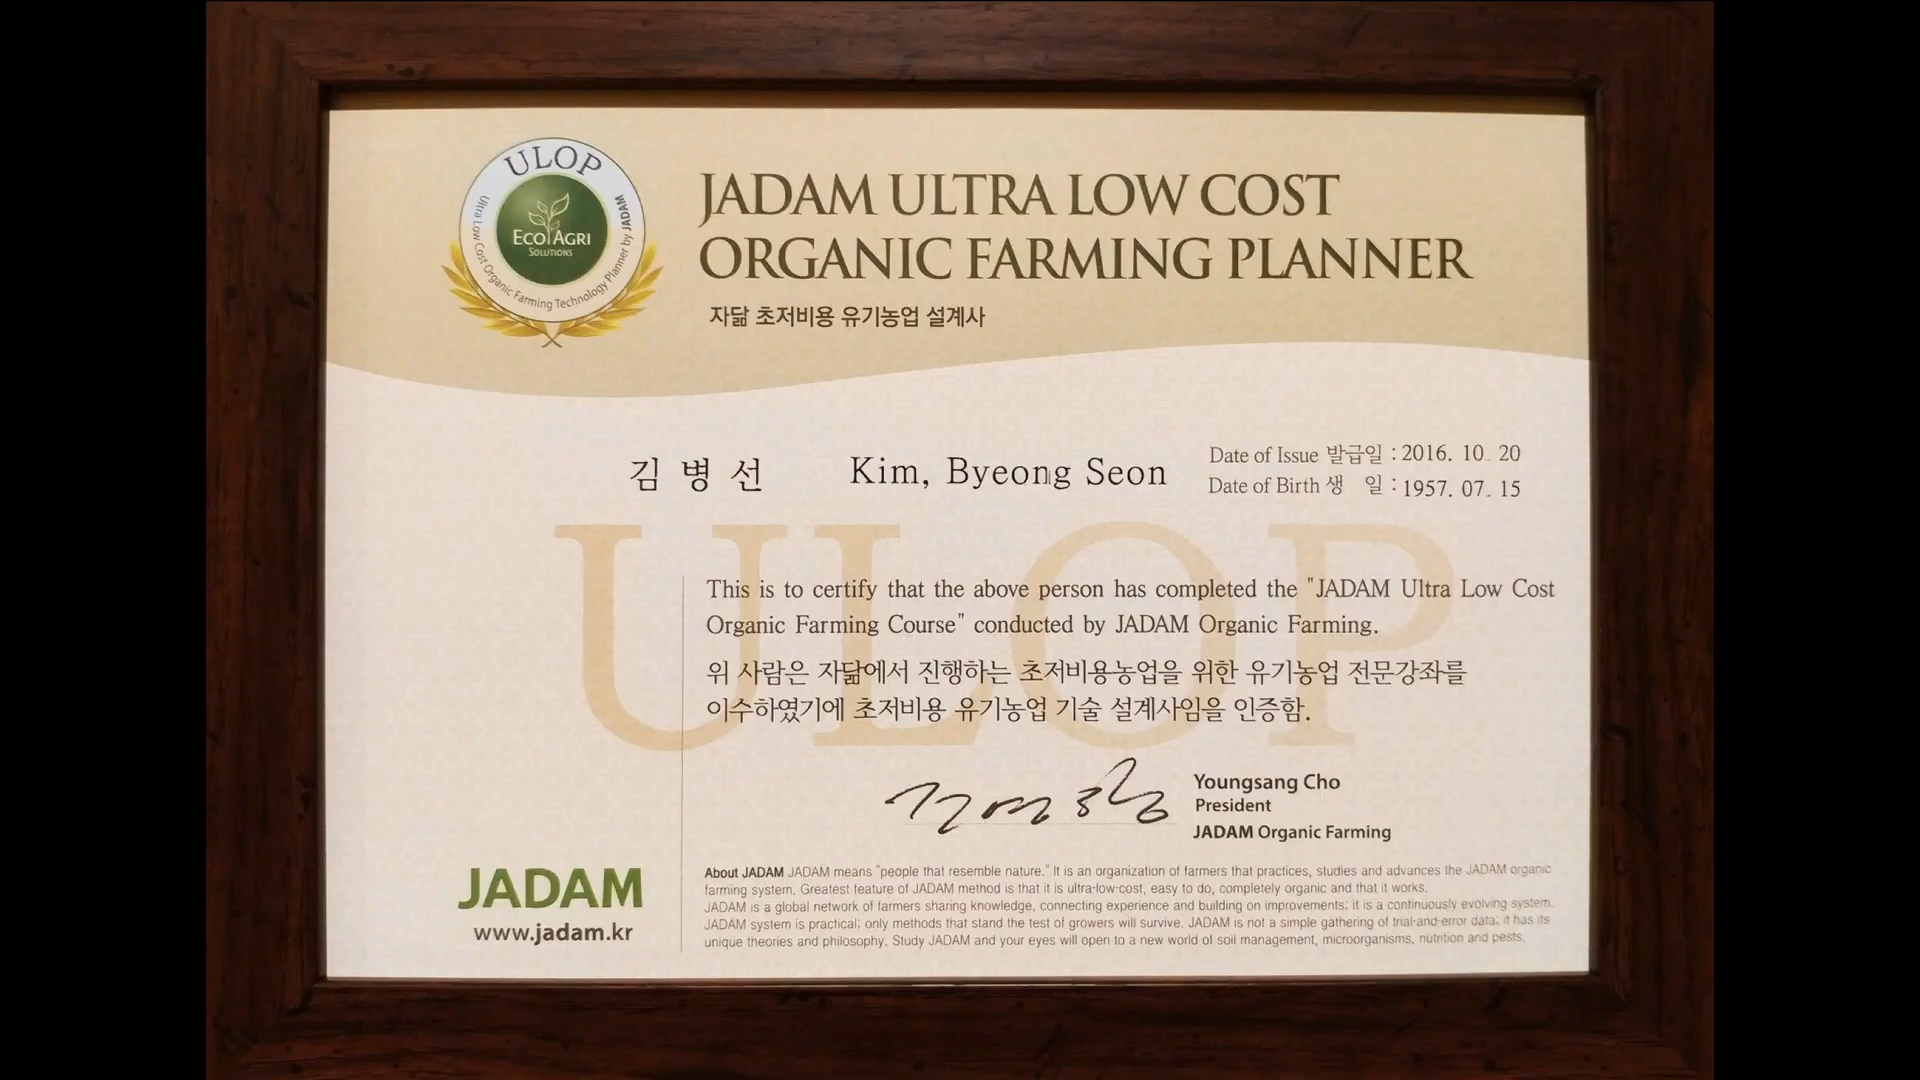 ULOP
Ultra Low Cost Organic Farming Technology Planner by JADAM
ECO AGRI
SOLUTIONS
JADAM ULTRA LOW COST
ORGANIC FARMING PLANNER
자닮 초저비용 유기농업 설계사
김 병 선 Kim, Byeong Seon
Date of Issue 발급일 : 2016. 10. 20
Date of Birth 생 일 : 1957. 07. 15
ULOP
This is to certify that the above person has completed the "JADAM Ultra Low Cost
Organic Farming Course" conducted by JADAM Organic Farming.
위 사람은 자닮에서 진행하는 초저비용농업을 위한 유기농업 전문강좌를
이수하였기에 초저비용 유기농업 기술 설계사임을 인증함.
Youngsang Cho
President
JADAM Organic Farming
JADAM
www.jadam.kr
About JADAM JADAM means "people that resemble nature." It is an organization of farmers that practices, studies and advances the JADAM organic
farming system. Greatest feature of JADAM method is that it is ultra-low-cost, easy to do, completely organic and that it works.
JADAM is a global network of farmers sharing knowledge, connecting experience and building on improvements; it is a continuously evolving system.
JADAM system is practical; only methods that stand the test of growers will survive. JADAM is not a simple gathering of trial-and-error data; it has its
unique theories and philosophy. Study JADAM and your eyes will open to a new world of soil management, microorganisms, nutrition and pests.